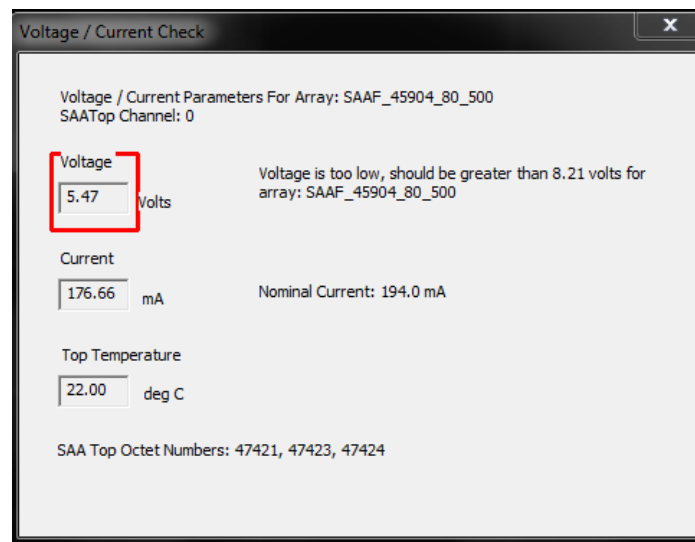 Voltage / Current Check
X
Voltage / Current Parameters For Array: SAAF_45904_80_500
SAATop Channel: 0
Voltage
5.47 Volts
Voltage is too low, should be greater than 8.21 volts for
array: SAAF_45904_80_500
Current
176.66 mA
Nominal Current: 194.0 mA
Top Temperature
22.00 deg C
SAA Top Octet Numbers: 47421, 47423, 47424